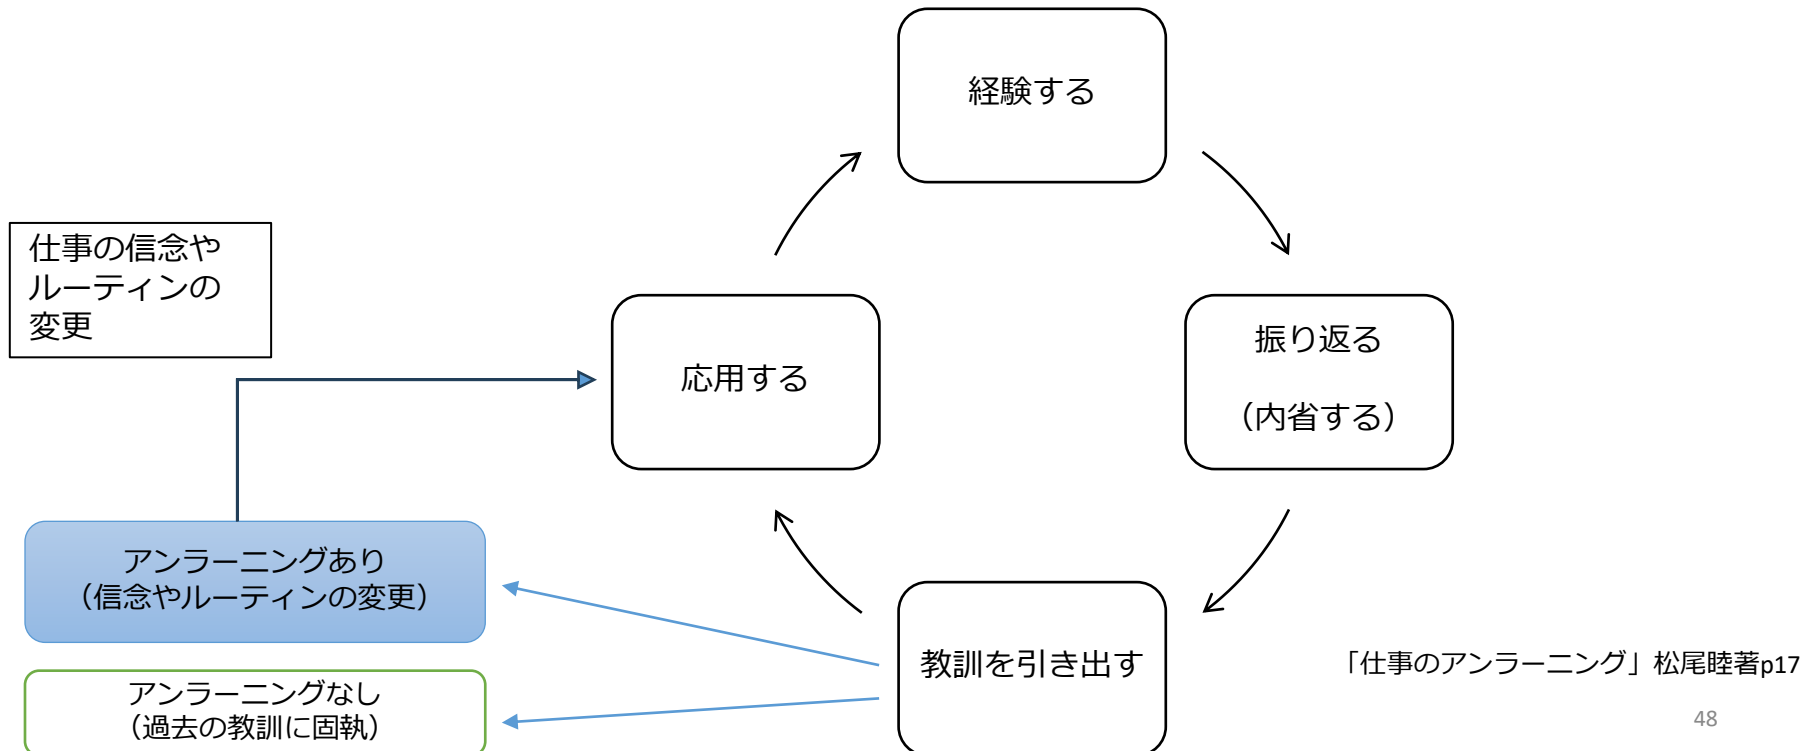 経験する
仕事の信念や
ルーティンの
変更
応用する
振り返る
（内省する）
アンラーニングあり
（信念やルーティンの変更）
教訓を引き出す
アンラーニングなし
（過去の教訓に固執）
「仕事のアンラーニング」松尾睦著p17
48